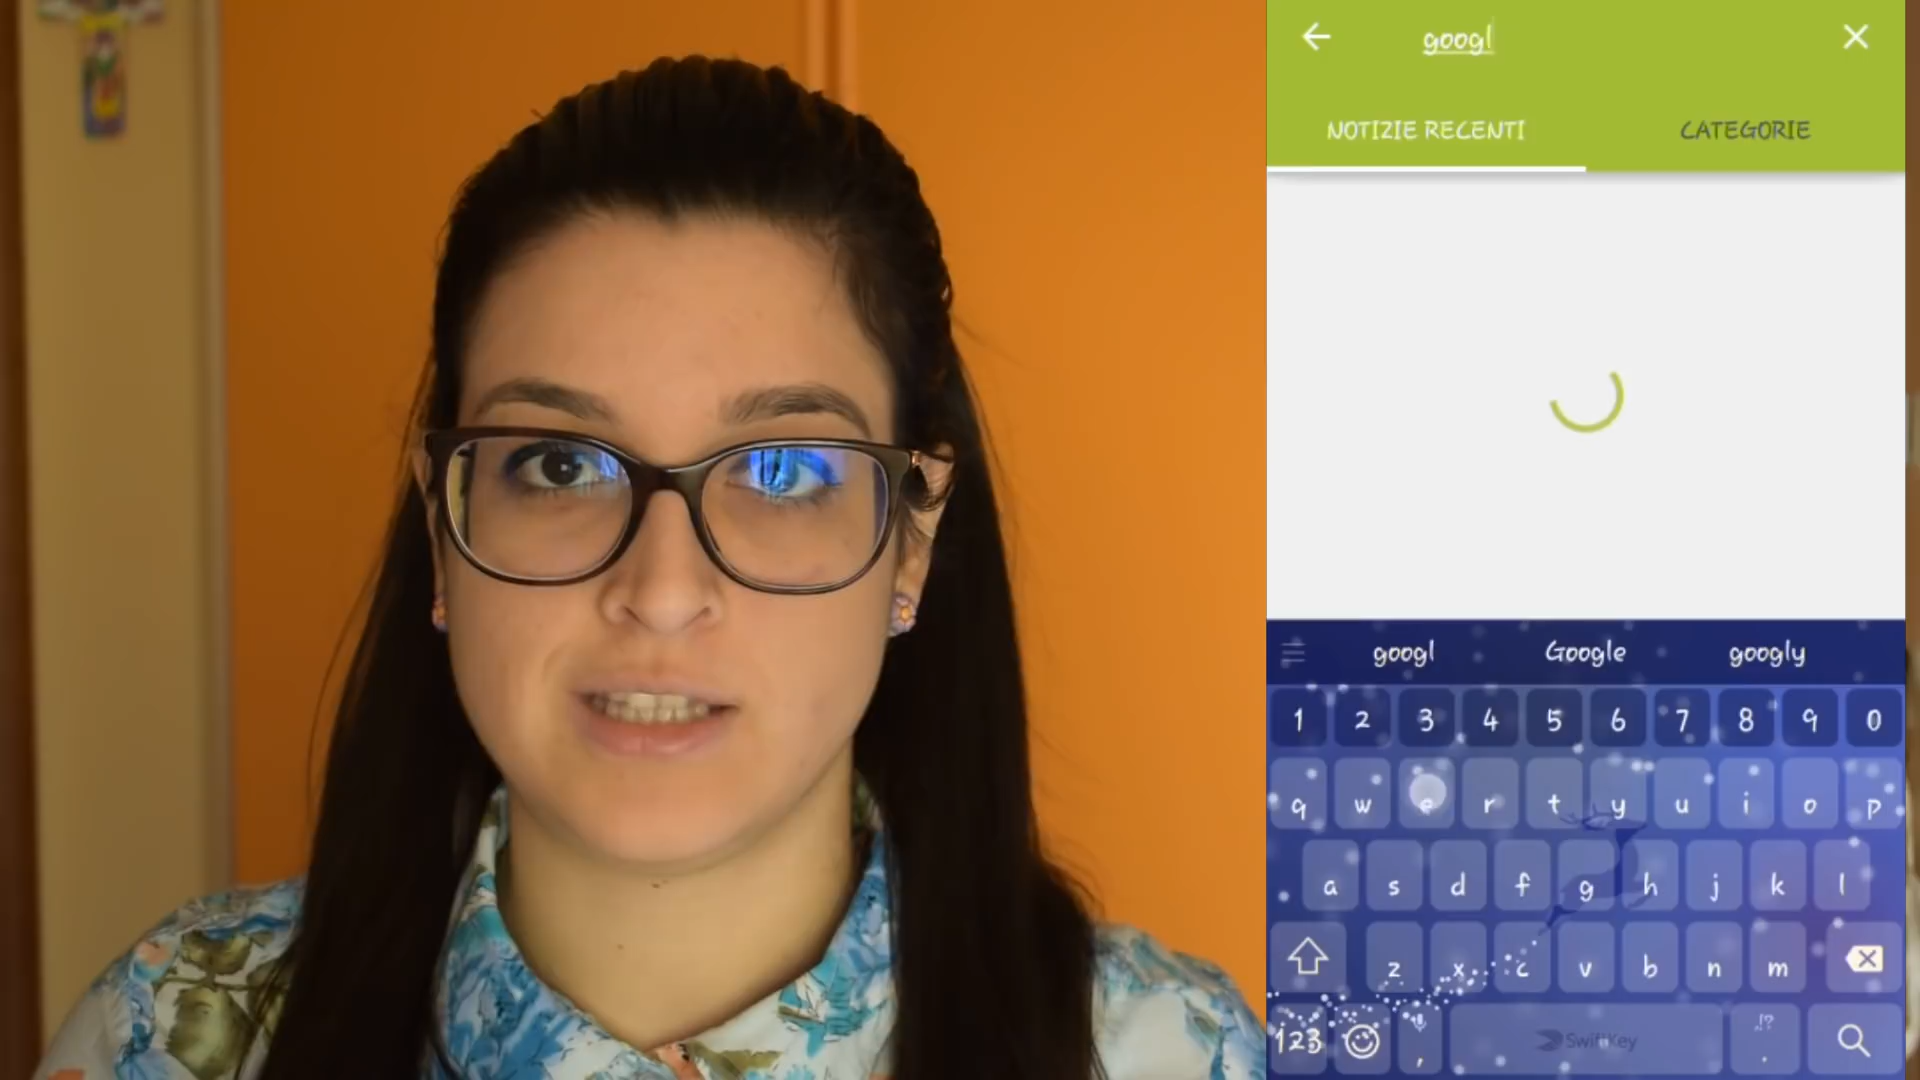 googl
NOTIZIE RECENTI CATEGORIE
googl Google googly
1 2 3 4 5 6 7 8 9 0
q w e r t y u i o p
a s d f g h j k l
z x c v b n m
123 , SwiftKey !? .